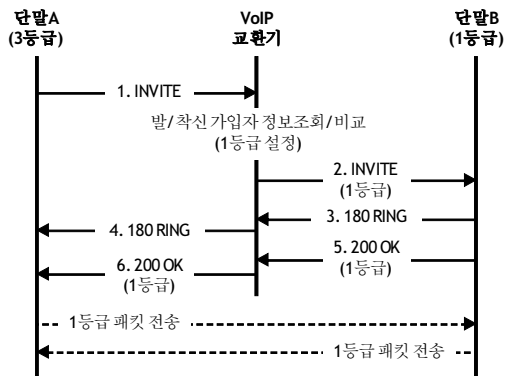 단말A
(3등급)
VoIP
교환기
단말B
(1등급)
1. INVITE
발/착신 가입자 정보조회/비교
(1등급 설정)
2. INVITE
(1등급)
3. 180 RING
4. 180 RING
5. 200 OK
(1등급)
6. 200 OK
(1등급)
1등급 패킷 전송
1등급 패킷 전송